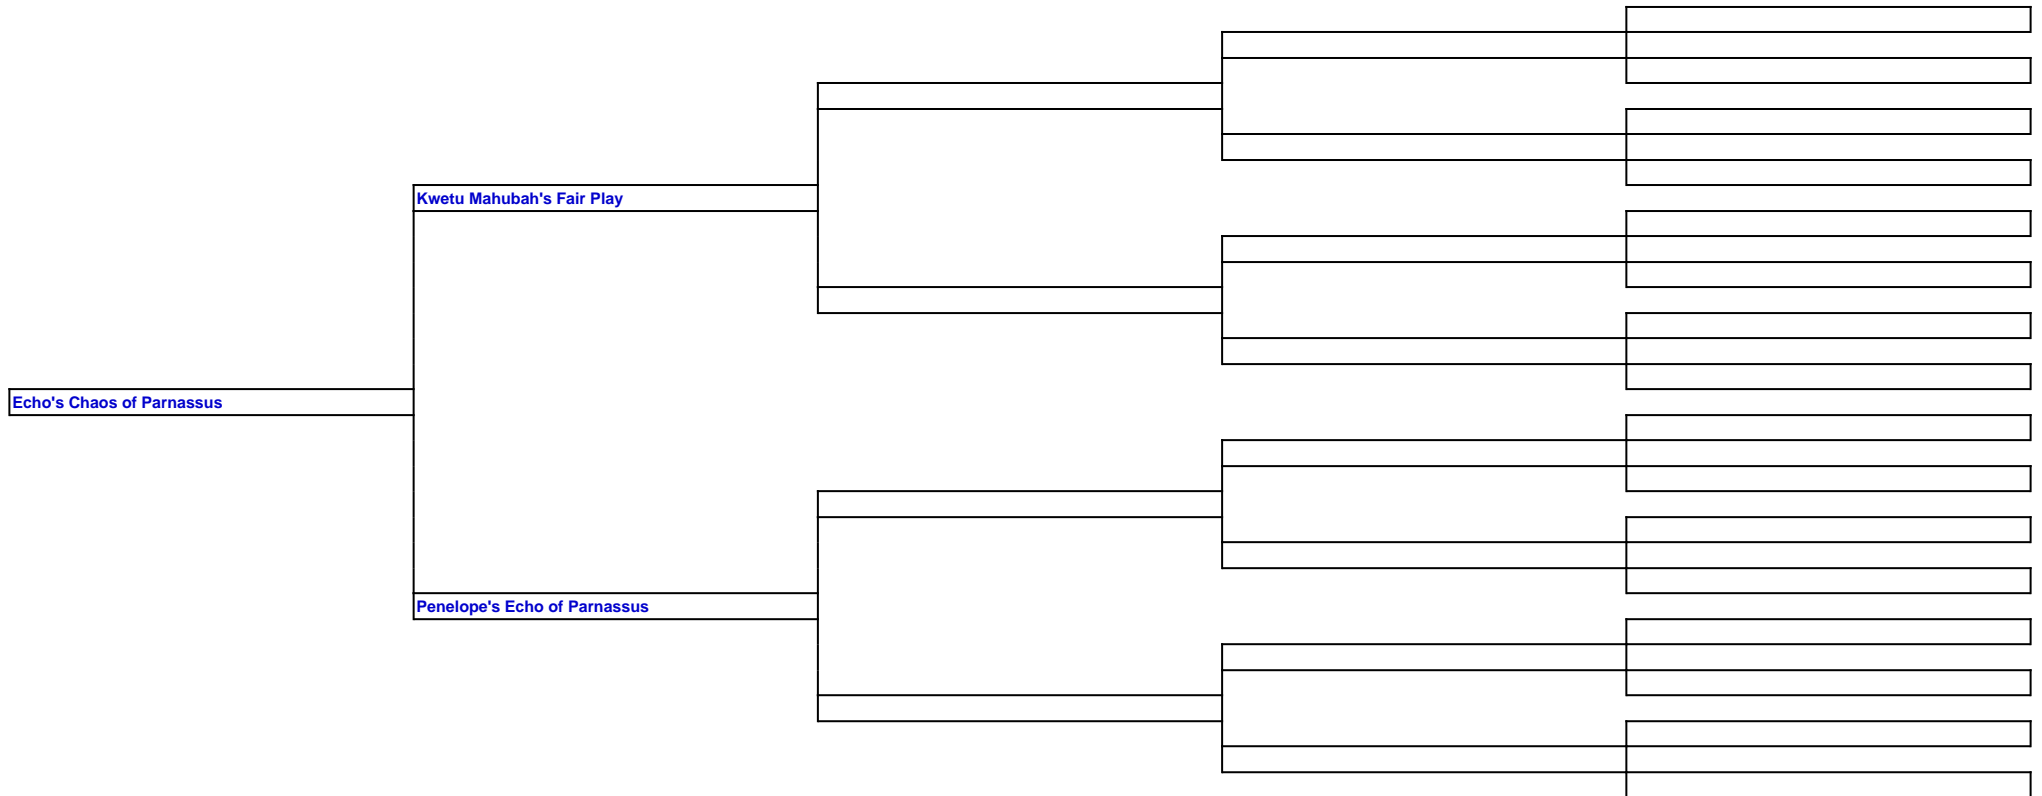 Kwetu Mahubah's Fair Play
Echo's Chaos of Parnassus
Penelope's Echo of Parnassus